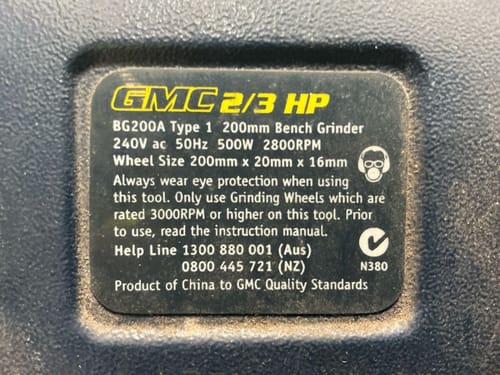 GMC 2/3 HP
BG200A Type 1 200mm Bench Grinder
240V ac 50Hz 500W 2800RPM
Wheel Size 200mm x 20mm x 16mm
Always wear eye protection when using
this tool. Only use Grinding Wheels which are
rated 3000RPM or higher on this tool. Prior
to use, read the instruction manual.
Help Line 1300 880 001 (Aus)
0800 445 721 (NZ)
N380
Product of China to GMC Quality Standards